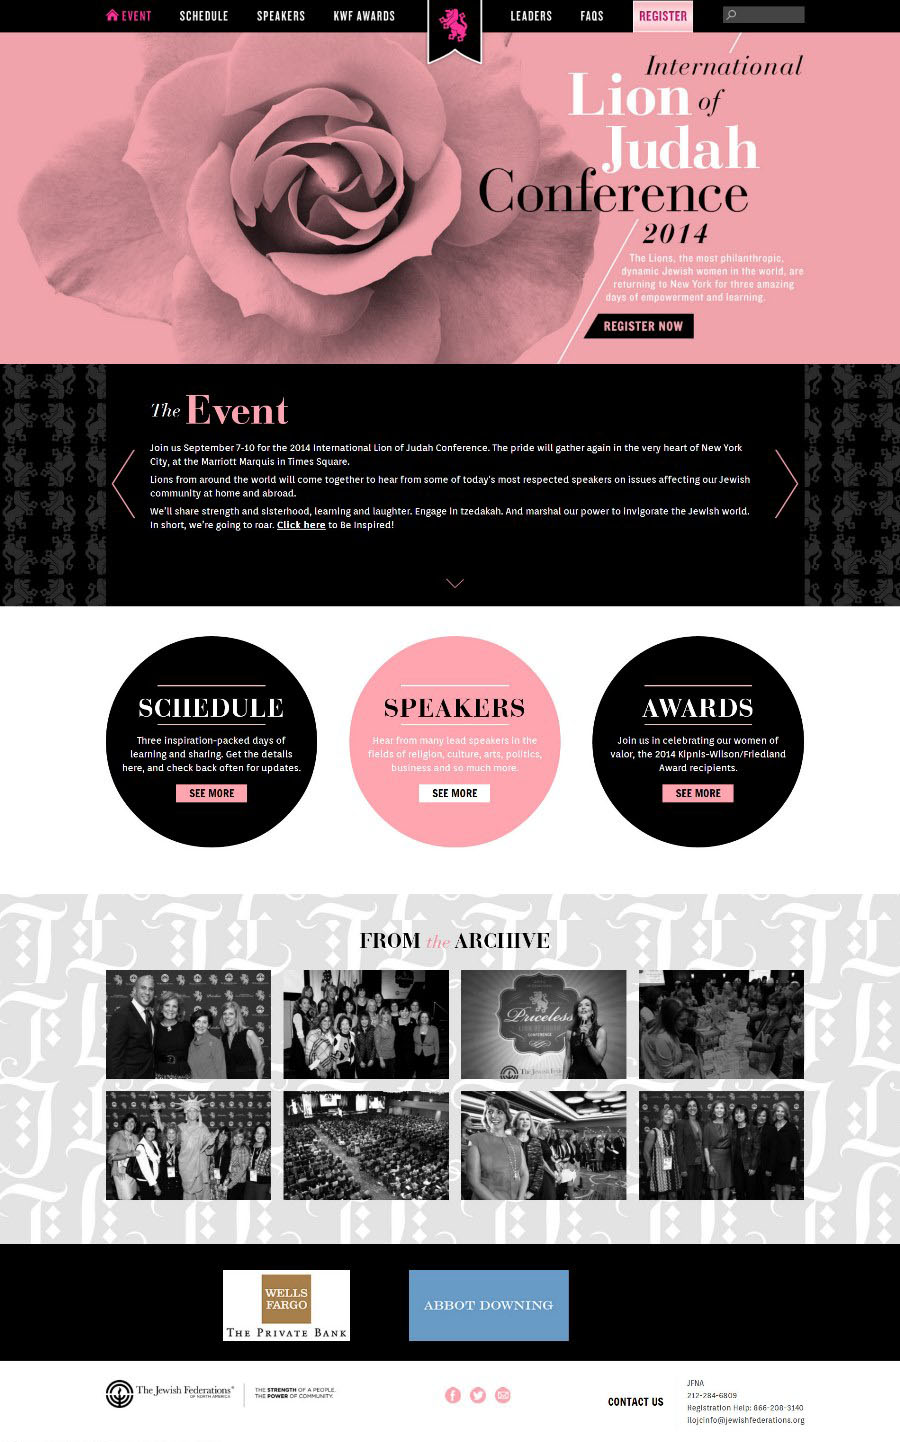 EVENT SCHEDULE SPEAKERS KWF AWARDS LEADERS FAQS REGISTER
International
Lion of
Judah
Conference
2014
The Lions, the most philanthropic,
dynamic Jewish women in the world, are
returning to New York for three amazing
days of empowerment and learning.
REGISTER NOW
The Event
Join us September 7-10 for the 2014 International Lion of Judah Conference. The pride will gather again in the very heart of New York
City, at the Marriott Marquis in Times Square.
Lions from around the world will come together to hear from some of today's most respected speakers on issues affecting our Jewish
community at home and abroad.
We'll share strength and sisterhood, learning and laughter. Engage in tzedakah. And marshal our power to invigorate the Jewish world.
In short, we're going to roar. Click here to Be Inspired!
SCHEDULE
Three inspiration-packed days of
learning and sharing. Get the details
here, and check back often for updates.
SEE MORE
SPEAKERS
Hear from many lead speakers in the
fields of religion, culture, arts, politics,
business and so much more.
SEE MORE
AWARDS
Join us in celebrating our women of
valor, the 2014 Kipnis-Wilson/Friedland
Award recipients.
SEE MORE
FROM the ARCHIVE
Priceless
CONFERENCE
The Jewish
WELLS
FARGO
THE PRIVATE BANK
ABBOT DOWNING
The Jewish Federations®
OF NORTH AMERICA
THE STRENGTH OF A PEOPLE.
THE POWER OF COMMUNITY.
CONTACT US
JFNA
212-284-6809
Registration Help: 866-208-3140
ilojcinfo@jewishfederations.org